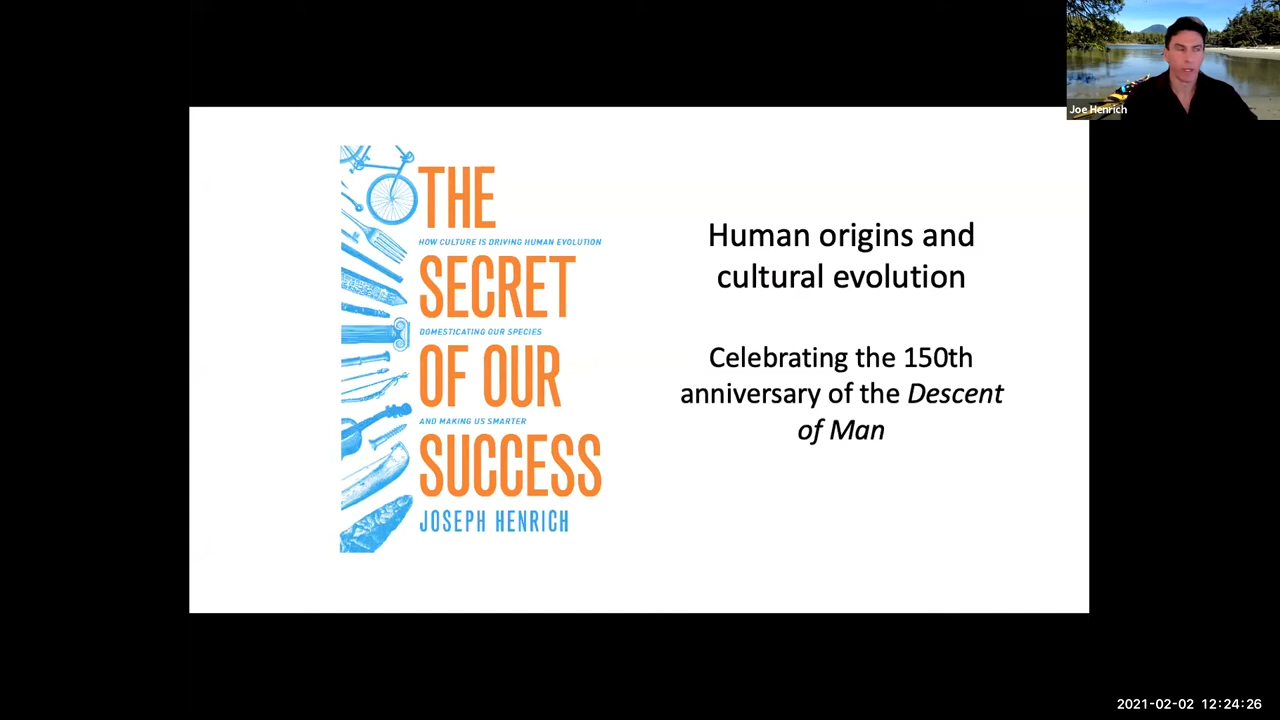 Joe Henrich
THE
HOW CULTURE IS DRIVING HUMAN EVOLUTION
SECRET
DOMESTICATING OUR SPECIES
OF OUR
AND MAKING US SMARTER
SUCCESS
JOSEPH HENRICH
Human origins and
cultural evolution
Celebrating the 150th
anniversary of the Descent
of Man
2021-02-02 12:24:26